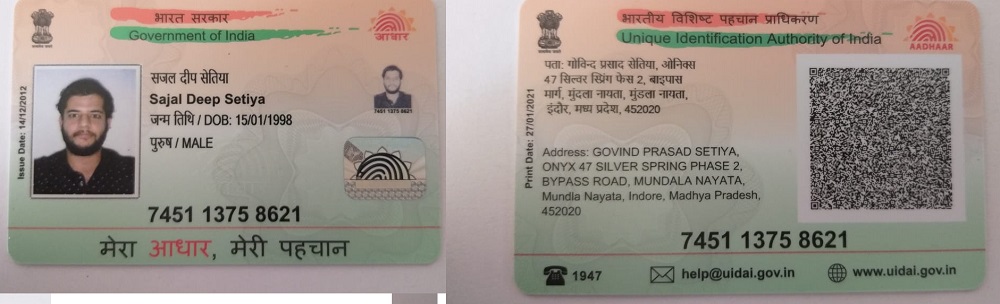 भारत सरकार
Government of India
आधार
Issue Date: 14/12/2012
सजल दीप सेतिया
Sajal Deep Setiya
जन्म तिथि / DOB: 15/01/1998
पुरुष / MALE
7451 1375 8621
7451 1375 8621
मेरा आधार, मेरी पहचान
भारतीय विशिष्ट पहचान प्राधिकरण
Unique Identification Authority of India
AADHAAR
Print Date: 27/01/2021
पता: गोविन्द प्रसाद सेतिया, ओनिक्स
47 सिल्वर स्प्रिंग फेस 2, बाइपास
मार्ग, मुंदला नायता, मुंडला नायता,
इंदौर, मध्य प्रदेश, 452020
Address: GOVIND PRASAD SETIYA,
ONYX 47 SILVER SPRING PHASE 2,
BYPASS ROAD, MUNDALA NAYATA,
Mundla Nayata, Indore, Madhya Pradesh,
452020
7451 1375 8621
1947
help@uidai.gov.in
www.uidai.gov.in